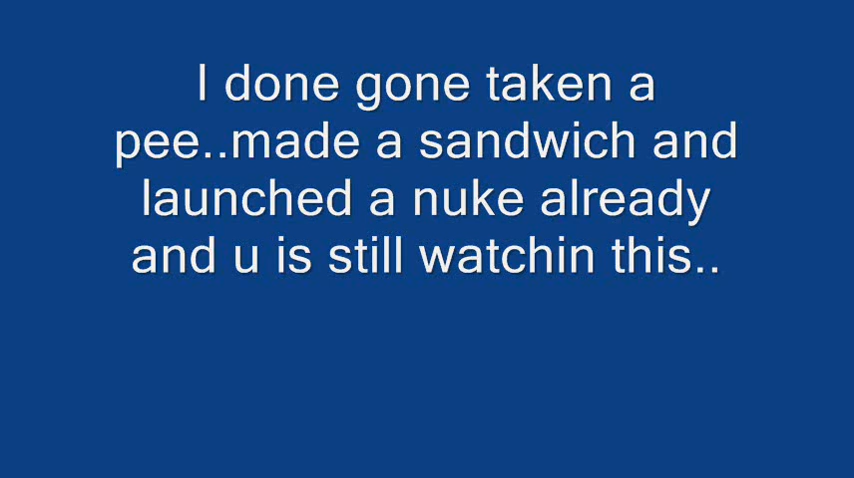 I done gone taken a
pee..made a sandwich and
launched a nuke already
and u is still watchin this..